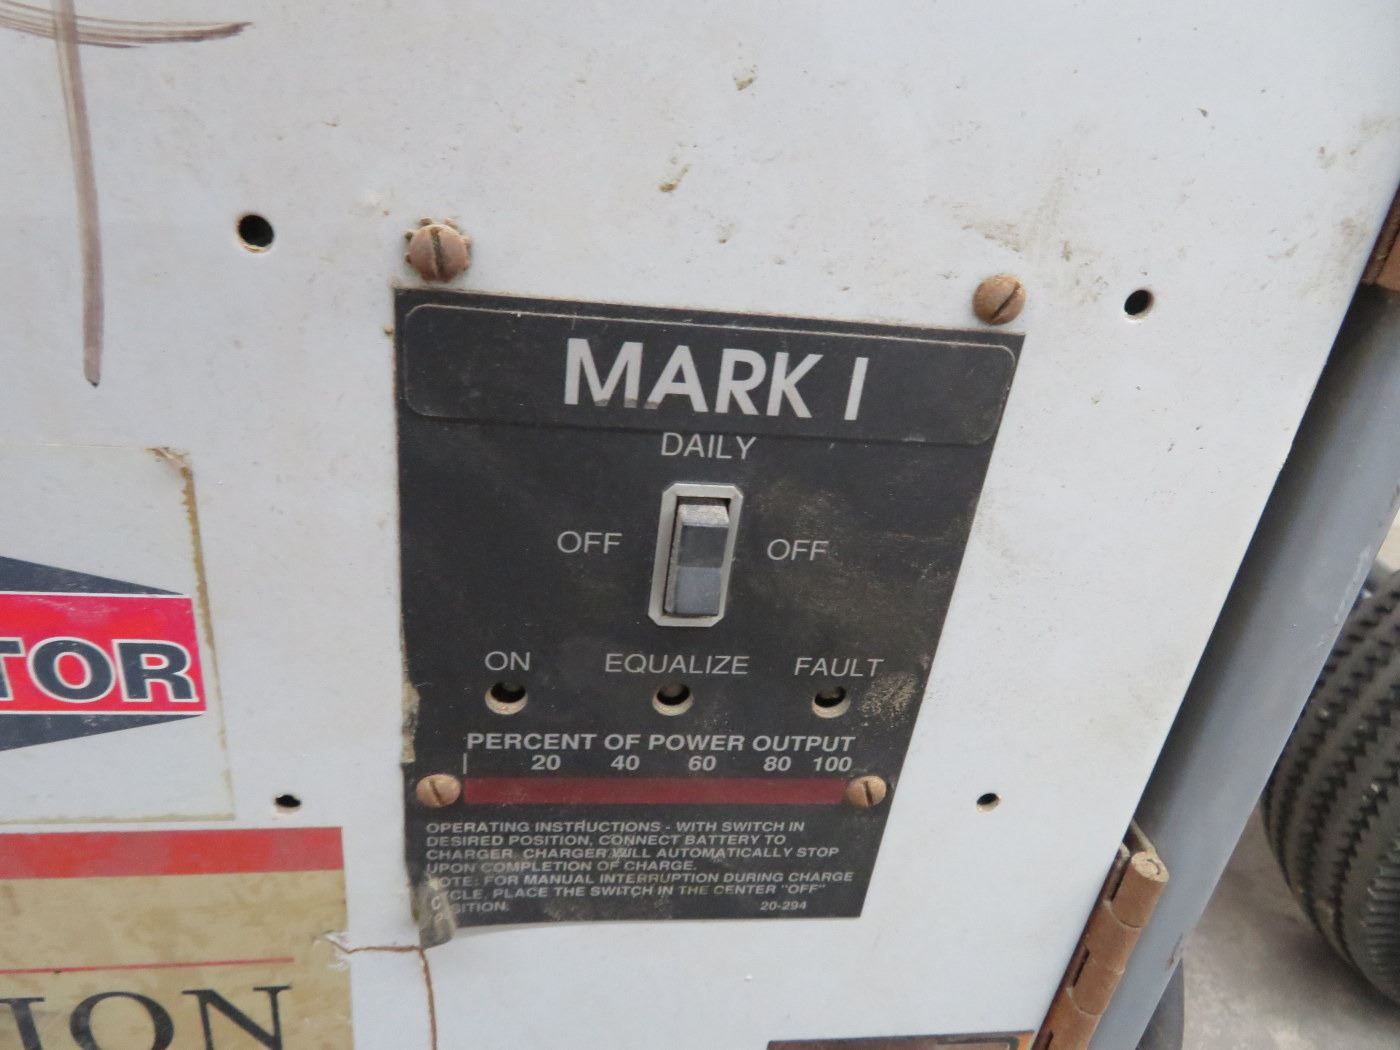 MARK I
DAILY
OFF OFF
ON EQUALIZE FAULT
PERCENT OF POWER OUTPUT
| 20 40 60 80 100
OPERATING INSTRUCTIONS - WITH SWITCH IN
DESIRED POSITION, CONNECT BATTERY TO
CHARGER. CHARGER WILL AUTOMATICALLY STOP
UPON COMPLETION OF CHARGE.
NOTE: FOR MANUAL INTERRUPTION DURING CHARGE
CYCLE, PLACE THE SWITCH IN THE CENTER "OFF"
POSITION. 20-294
TOR
ION